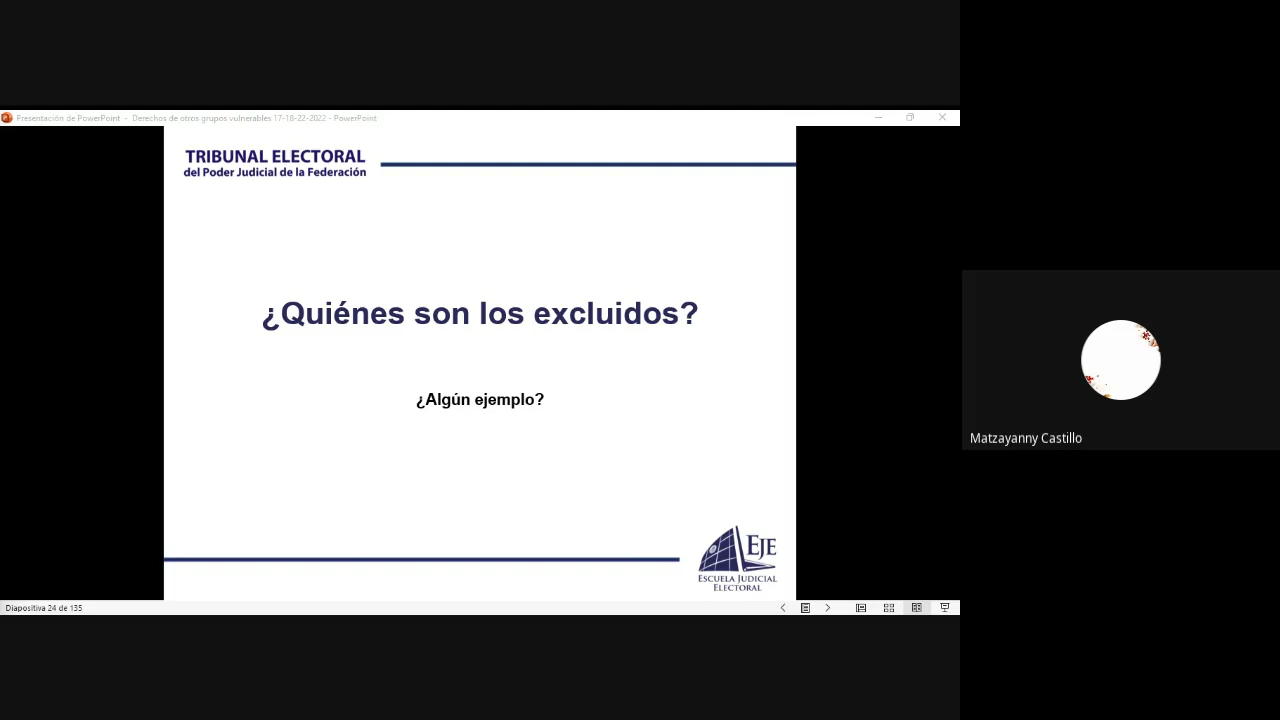 Presentación de PowerPoint - Derechos de otros grupos vulnerables 17-18-22-2022 - PowerPoint
TRIBUNAL ELECTORAL
del Poder Judicial de la Federación
¿Quiénes son los excluidos?
¿Algún ejemplo?
Matzayanny Castillo
EJE
ESCUELA JUDICIAL
ELECTORAL
Diapositiva 24 de 135